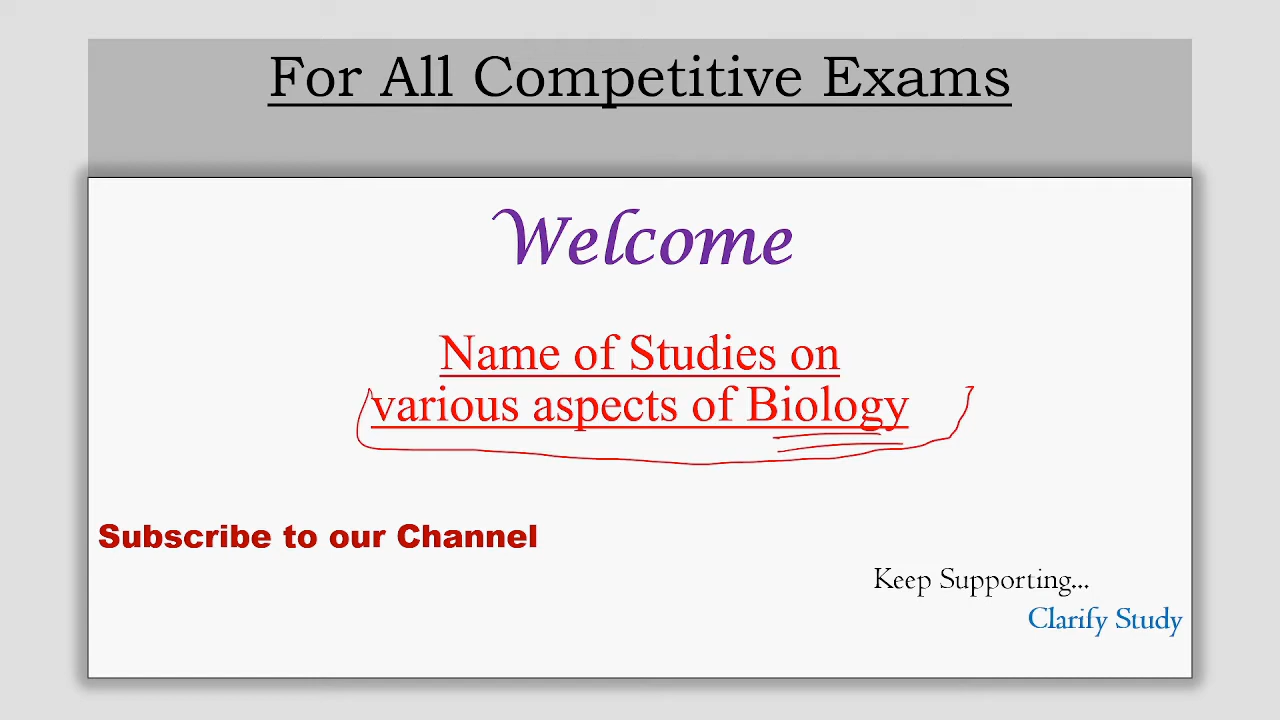 For All Competitive Exams
Welcome
Name of Studies on
various aspects of Biology
Subscribe to our Channel
Keep Supporting...
Clarify Study